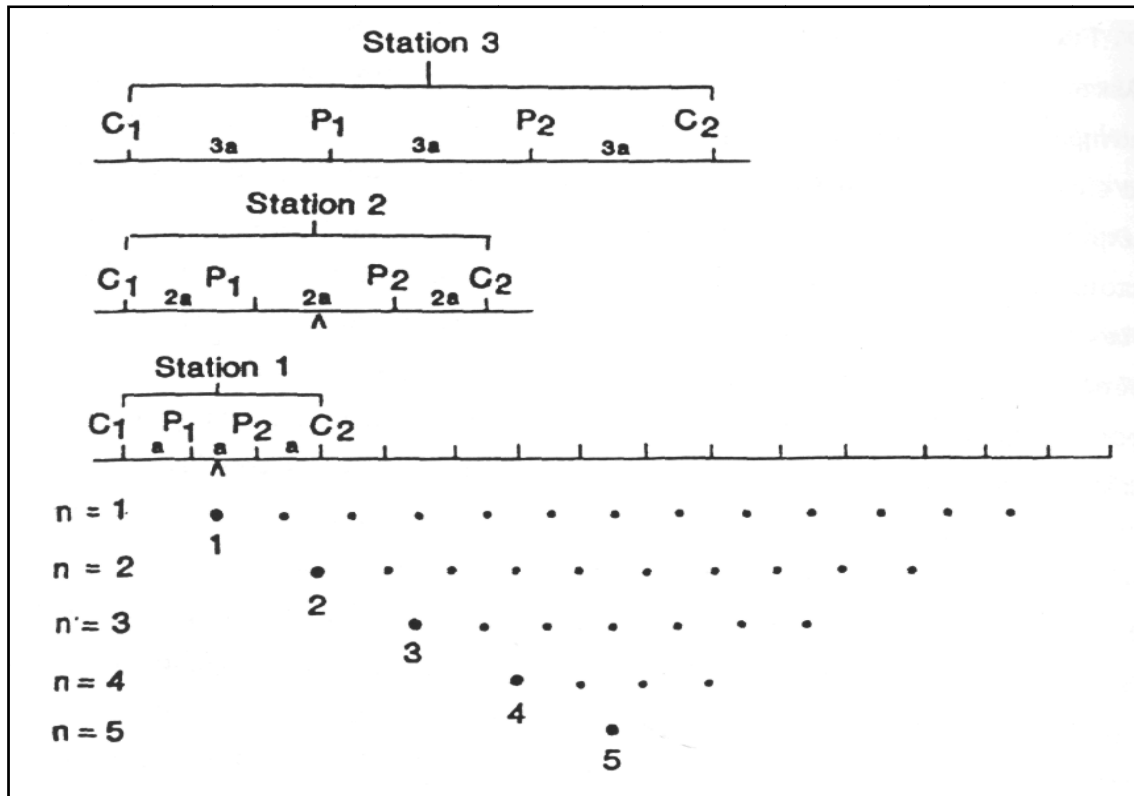 Station 3
C1 P1 P2 C2
3a 3a 3a
Station 2
C1 P1 P2 C2
2a 2a 2a
Station 1
C1 P1 P2 C2
a a a
n = 1
1
n = 2
2
n = 3
3
n = 4
4
n = 5
5